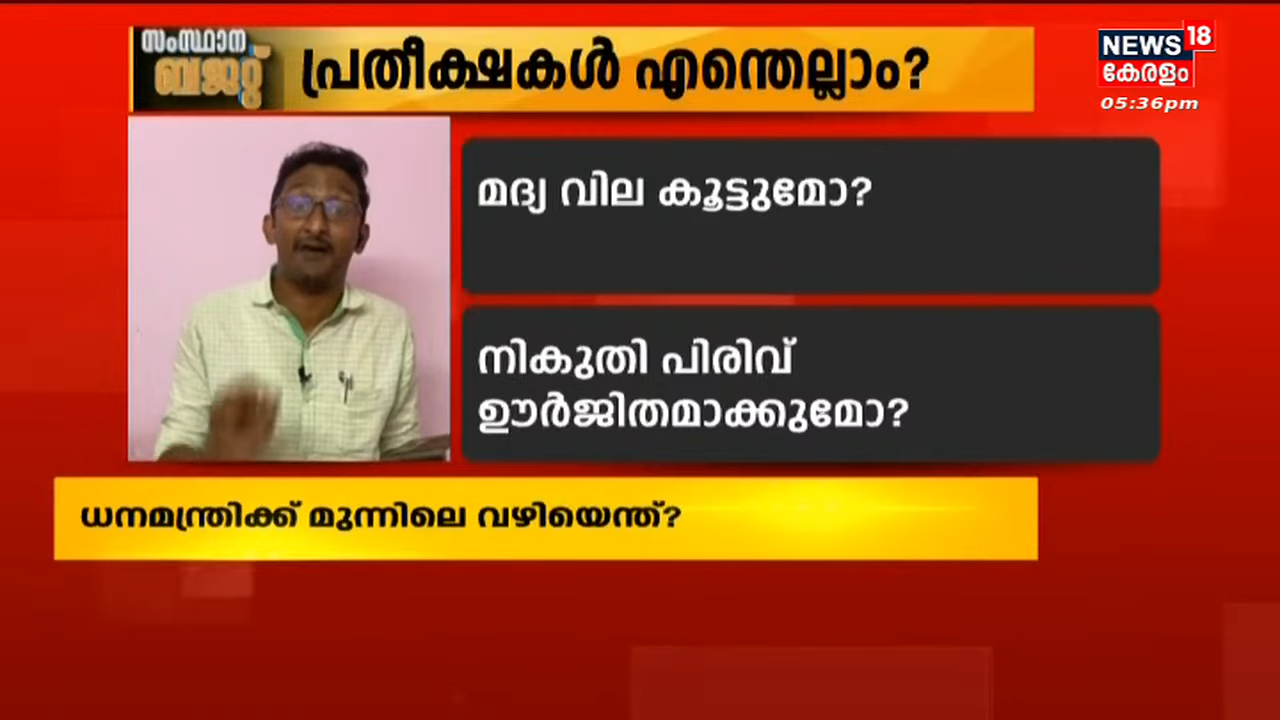 സംസ്ഥാന
ബജറ്റ്
പ്രതീക്ഷകൾ എന്തെല്ലാം?
NEWS 18
കേരളം
05:36pm
മദ്യ വില കൂട്ടുമോ?
നികുതി പിരിവ്
ഊർജിതമാക്കുമോ?
ധനമന്ത്രിക്ക് മുന്നിലെ വഴിയെന്ത്?